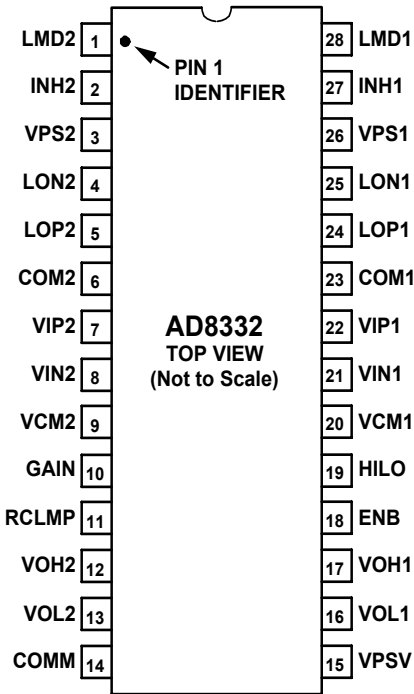 LMD2 1 28 LMD1
PIN 1
IDENTIFIER
INH2 2 27 INH1
VPS2 3 26 VPS1
LON2 4 25 LON1
LOP2 5 24 LOP1
COM2 6 23 COM1
AD8332
TOP VIEW
(Not to Scale)
VIP2 7 22 VIP1
VIN2 8 21 VIN1
VCM2 9 20 VCM1
GAIN 10 19 HILO
RCLMP 11 18 ENB
VOH2 12 17 VOH1
VOL2 13 16 VOL1
COMM 14 15 VPSV